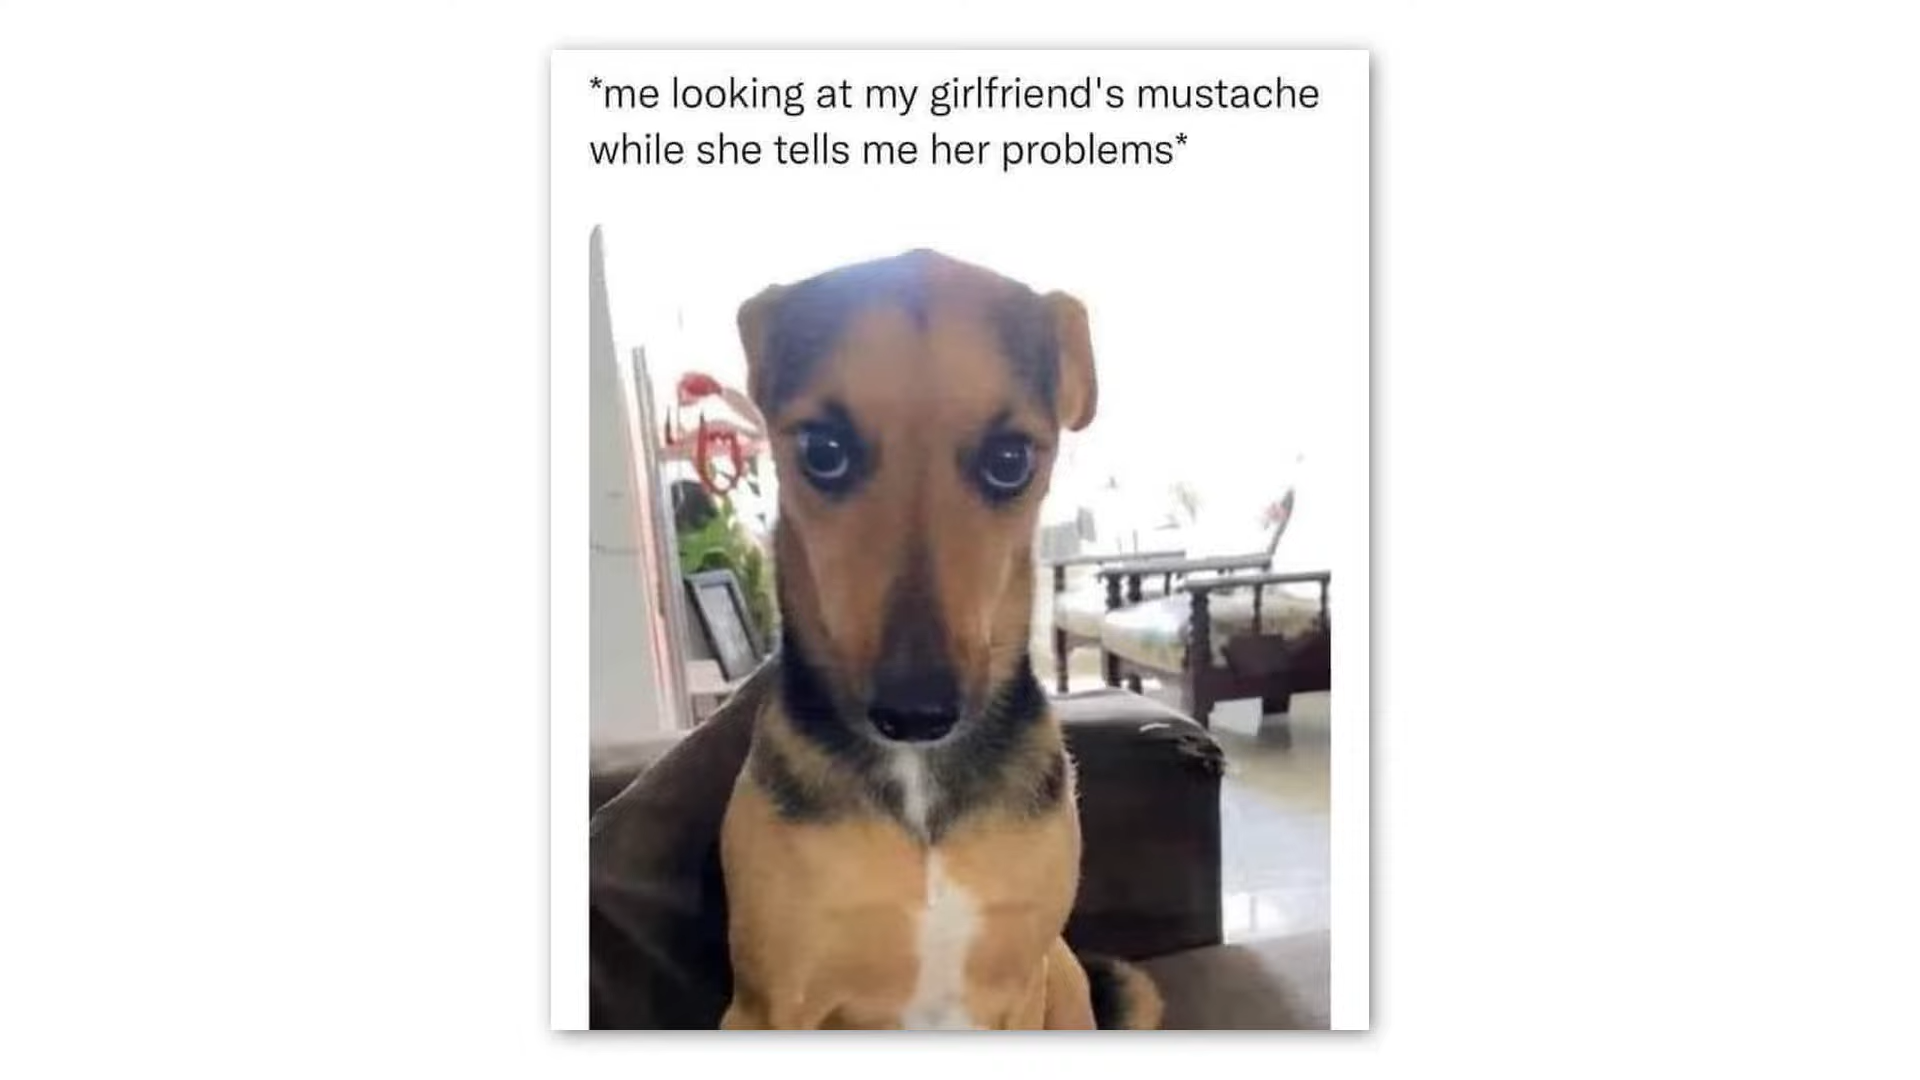 *me looking at my girlfriend's mustache
while she tells me her problems*